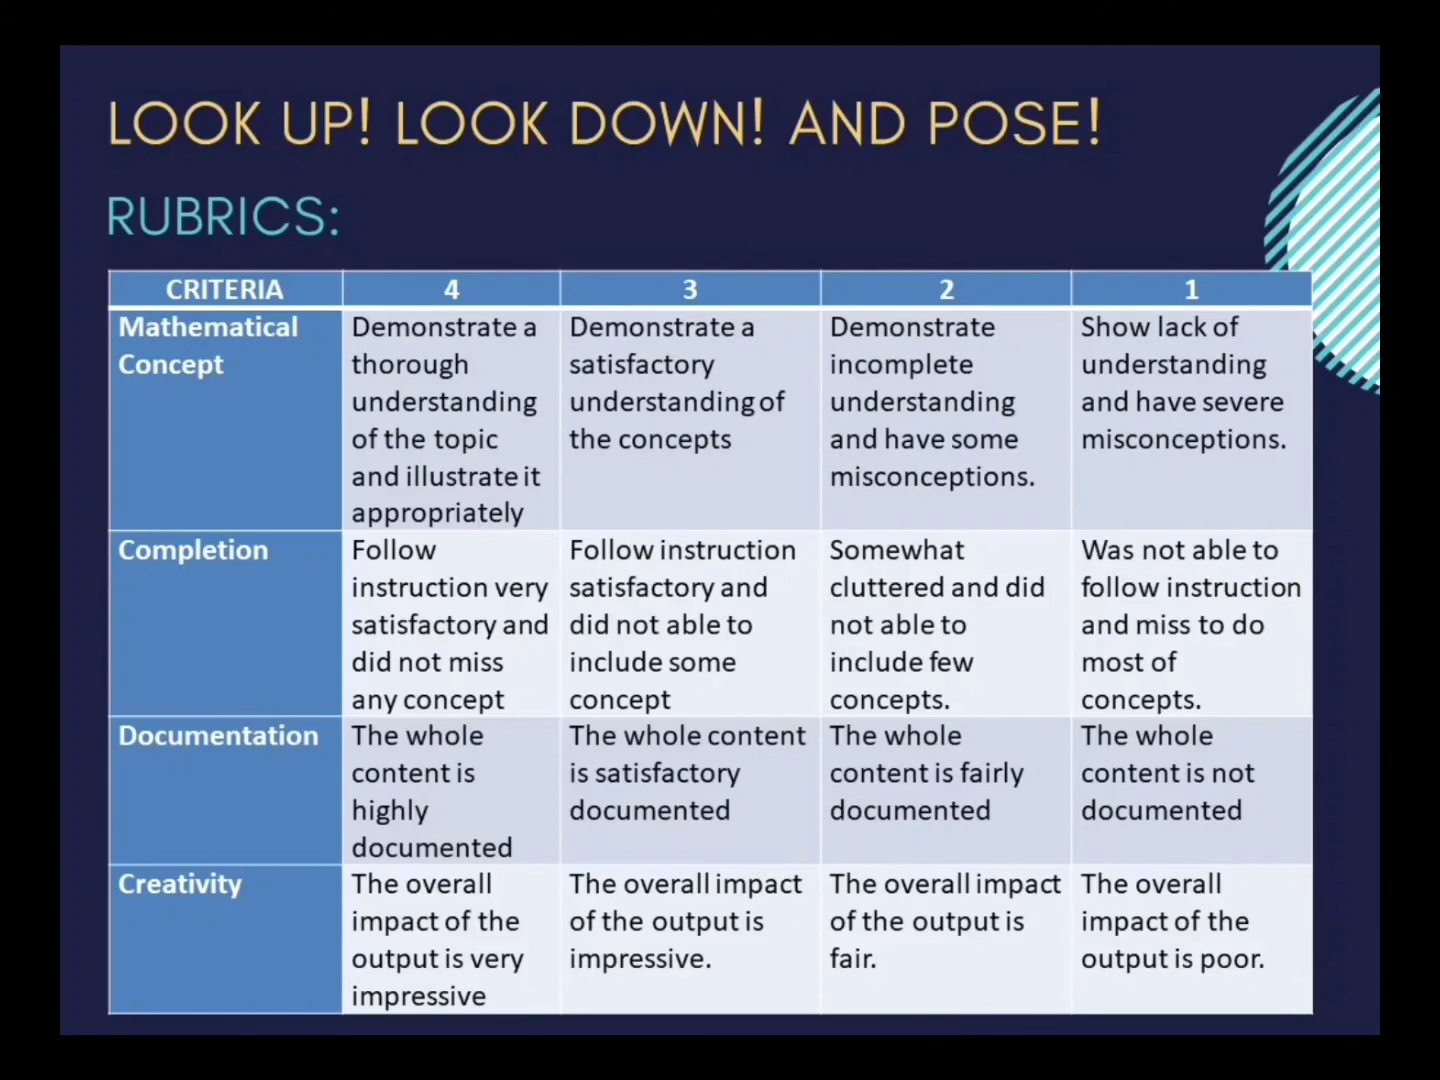 LOOK UP! LOOK DOWN! AND POSE!
RUBRICS:
CRITERIA
4
3
2
1
Mathematical
Concept
Demonstrate a
thorough
understanding
of the topic
and illustrate it
appropriately
Demonstrate a
satisfactory
understanding of
the concepts
Demonstrate
incomplete
understanding
and have some
misconceptions.
Show lack of
understanding
and have severe
misconceptions.
Completion
Follow
instruction very
satisfactory and
did not miss
any concept
Follow instruction
satisfactory and
did not able to
include some
concept
Somewhat
cluttered and did
not able to
include few
concepts.
Was not able to
follow instruction
and miss to do
most of
concepts.
Documentation
The whole
content is
highly
documented
The whole content
is satisfactory
documented
The whole
content is fairly
documented
The whole
content is not
documented
Creativity
The overall
impact of the
output is very
impressive
The overall impact
of the output is
impressive.
The overall impact
of the output is
fair.
The overall
impact of the
output is poor.